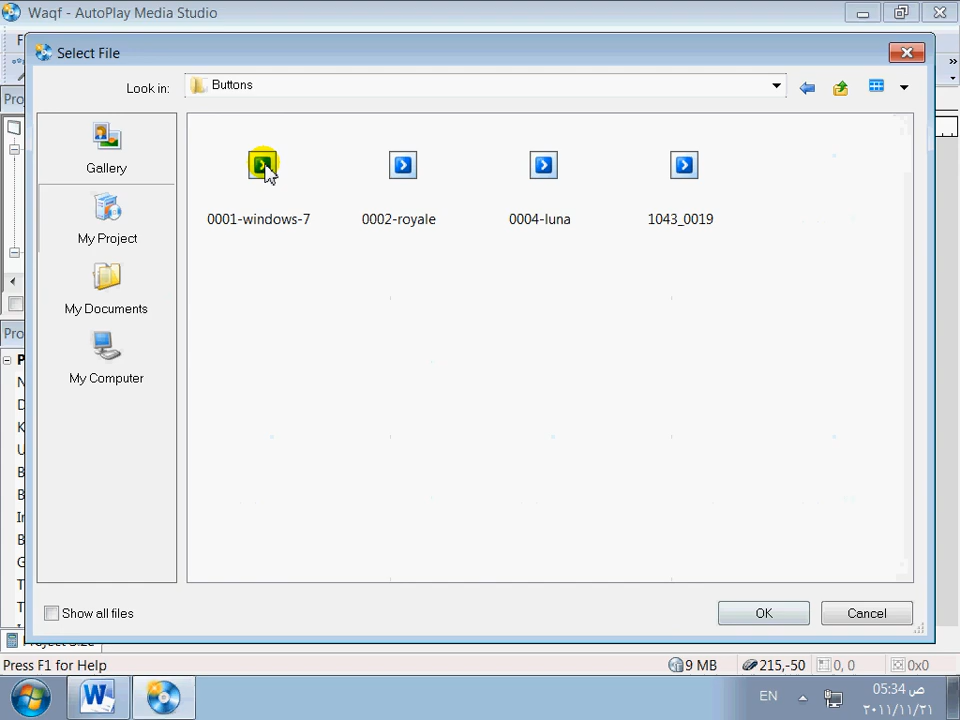 Waqf - AutoPlay Media Studio
Select File
Look in:
Buttons
Gallery
My Project
My Documents
My Computer
0001-windows-7
0002-royale
0004-luna
1043_0019
Show all files
OK
Cancel
Press F1 for Help
9 MB
215,-50
0, 0
0x0
EN
05:34 ص
٢٠١١/١١/٢١